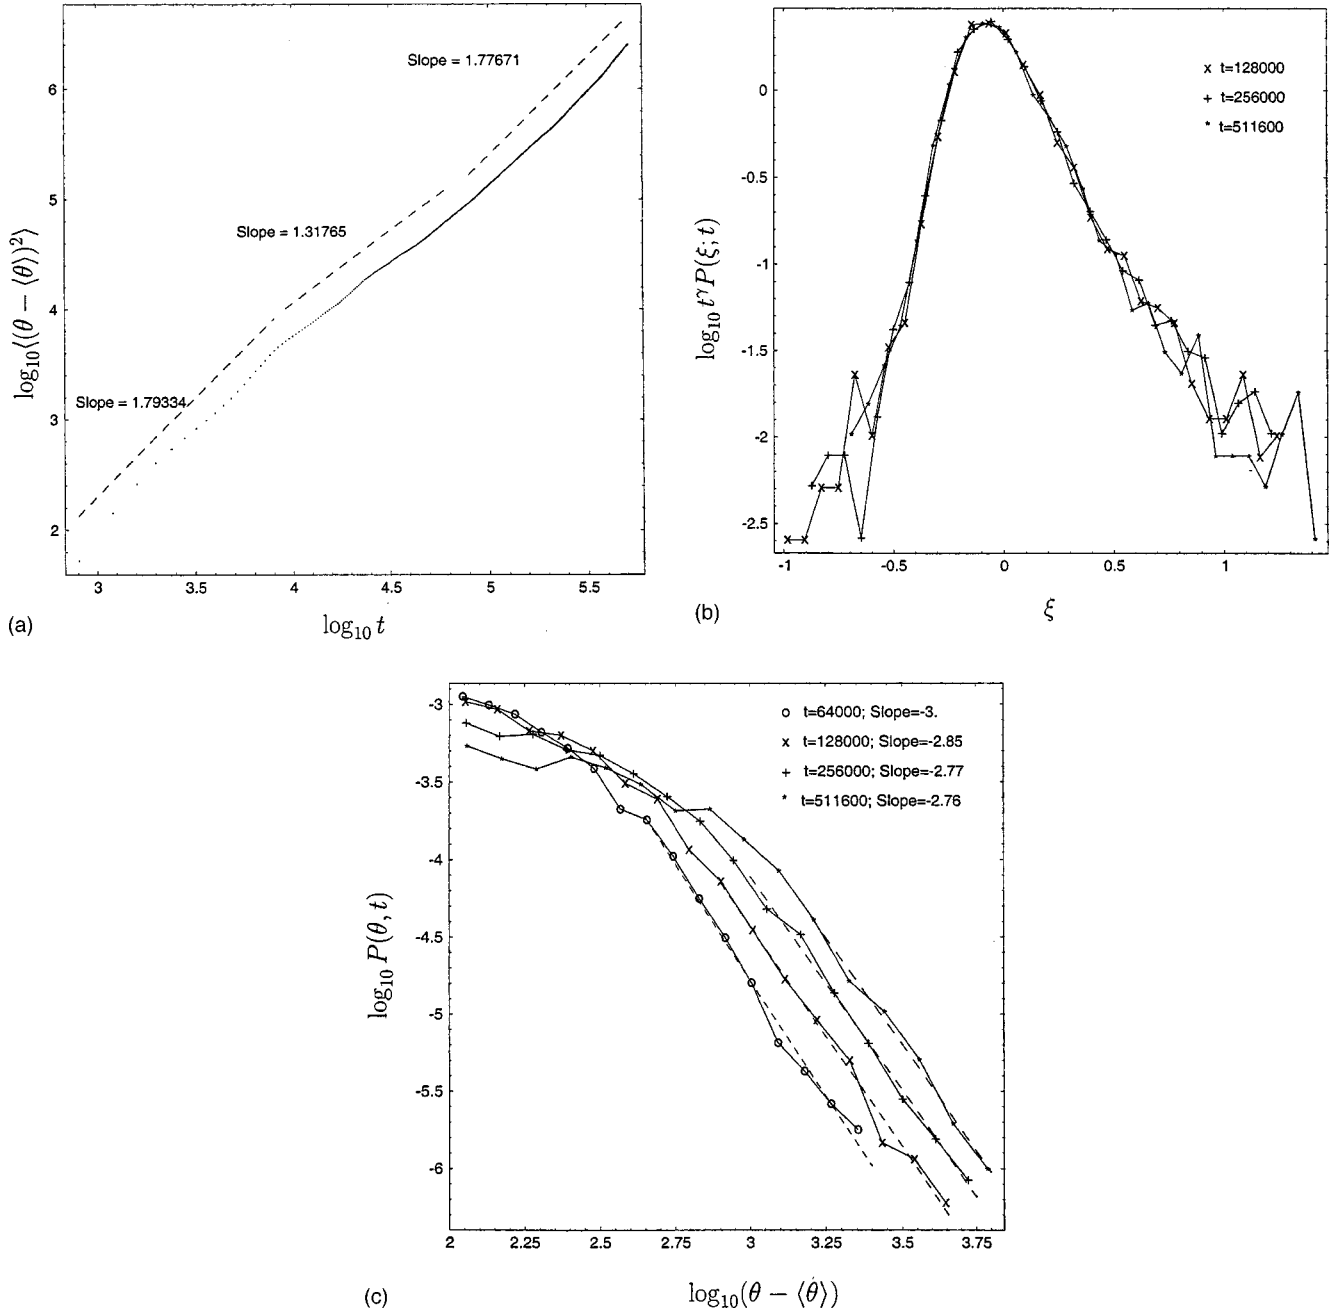 6
5
4
3
2
Slope = 1.77671
Slope = 1.31765
Slope = 1.79334
log₁₀⟨(θ − ⟨θ⟩)²⟩
3
3.5
4
4.5
5
5.5
log₁₀ t
(a)
0
-0.5
-1
-1.5
-2
-2.5
x t=128000
+ t=256000
* t=511600
log₁₀ t^γ P(ξ; t)
-1
-0.5
0
0.5
1
ξ
(b)
-3
-3.5
-4
-4.5
-5
-5.5
-6
o t=64000; Slope=-3.
x t=128000; Slope=-2.85
+ t=256000; Slope=-2.77
* t=511600; Slope=-2.76
log₁₀ P(θ, t)
2
2.25
2.5
2.75
3
3.25
3.5
3.75
log₁₀(θ − ⟨θ̇⟩)
(c)